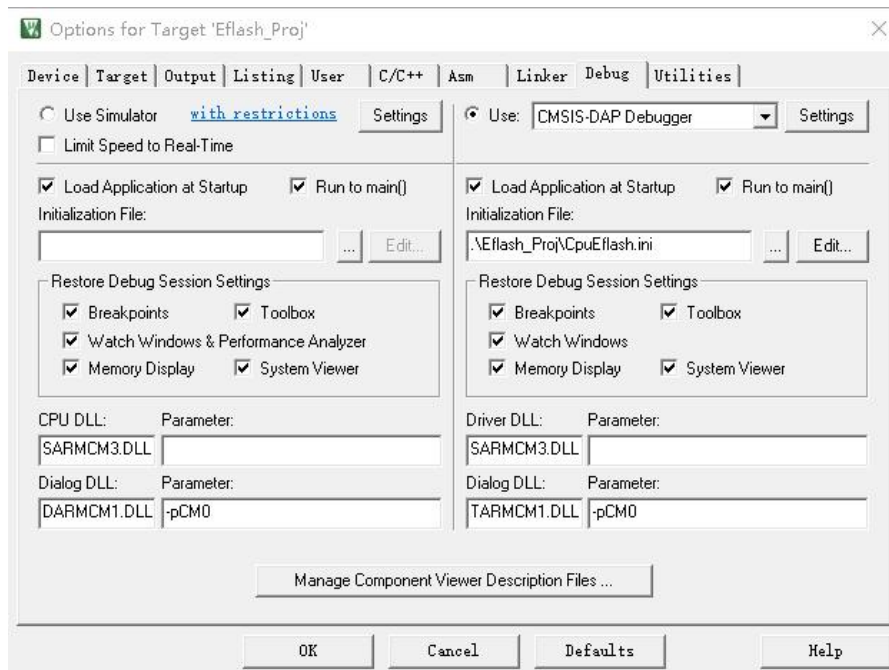 Options for Target 'Eflash_Proj'
Device Target Output Listing User C/C++ Asm Linker Debug Utilities
Use Simulator with restrictions Settings
Limit Speed to Real-Time
Use: CMSIS-DAP Debugger Settings
Load Application at Startup Run to main()
Initialization File:
... Edit...
Restore Debug Session Settings
Breakpoints Toolbox
Watch Windows & Performance Analyzer
Memory Display System Viewer
CPU DLL: Parameter:
SARMCM3.DLL
Dialog DLL: Parameter:
DARMCM1.DLL -pCM0
Load Application at Startup Run to main()
Initialization File:
.\Eflash_Proj\CpuEflash.ini ... Edit...
Restore Debug Session Settings
Breakpoints Toolbox
Watch Windows
Memory Display System Viewer
Driver DLL: Parameter:
SARMCM3.DLL
Dialog DLL: Parameter:
TARMCM1.DLL -pCM0
Manage Component Viewer Description Files ...
OK Cancel Defaults Help